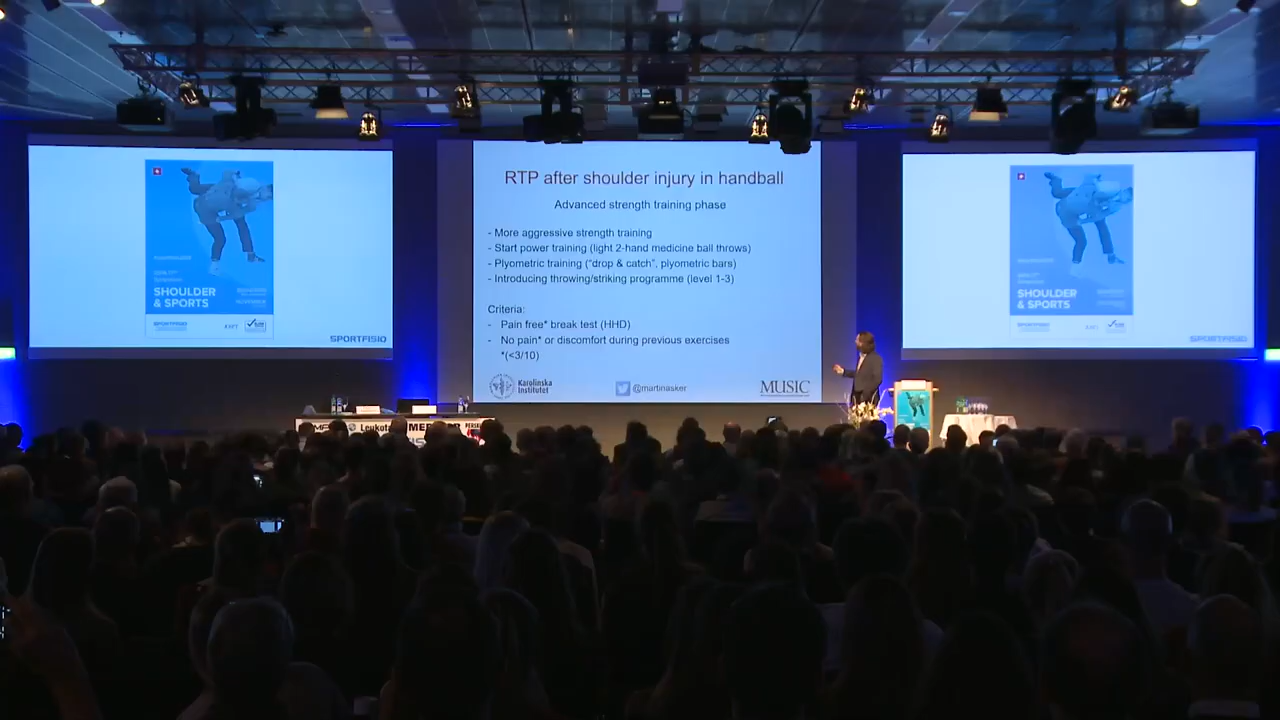 SHOULDER
& SPORTS
SPORTFISIO
RTP after shoulder injury in handball
Advanced strength training phase
- More aggressive strength training
- Start power training (light 2-hand medicine ball throws)
- Plyometric training ("drop & catch", plyometric bars)
- Introducing throwing/striking programme (level 1-3)
Criteria:
- Pain free* break test (HHD)
- No pain* or discomfort during previous exercises
*(<3/10)
Karolinska
Institutet
@martinasker
MUSIC
SHOULDER
& SPORTS
SPORTFISIO